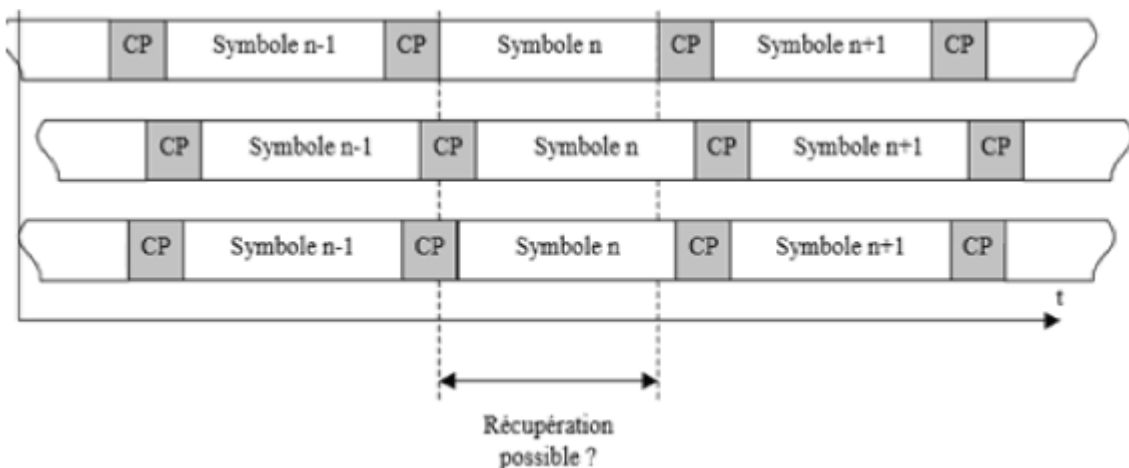 CP Symbole n-1 CP Symbole n CP Symbole n+1 CP
CP Symbole n-1 CP Symbole n CP Symbole n+1 CP
CP Symbole n-1 CP Symbole n CP Symbole n+1 CP
t
Récupération
possible ?